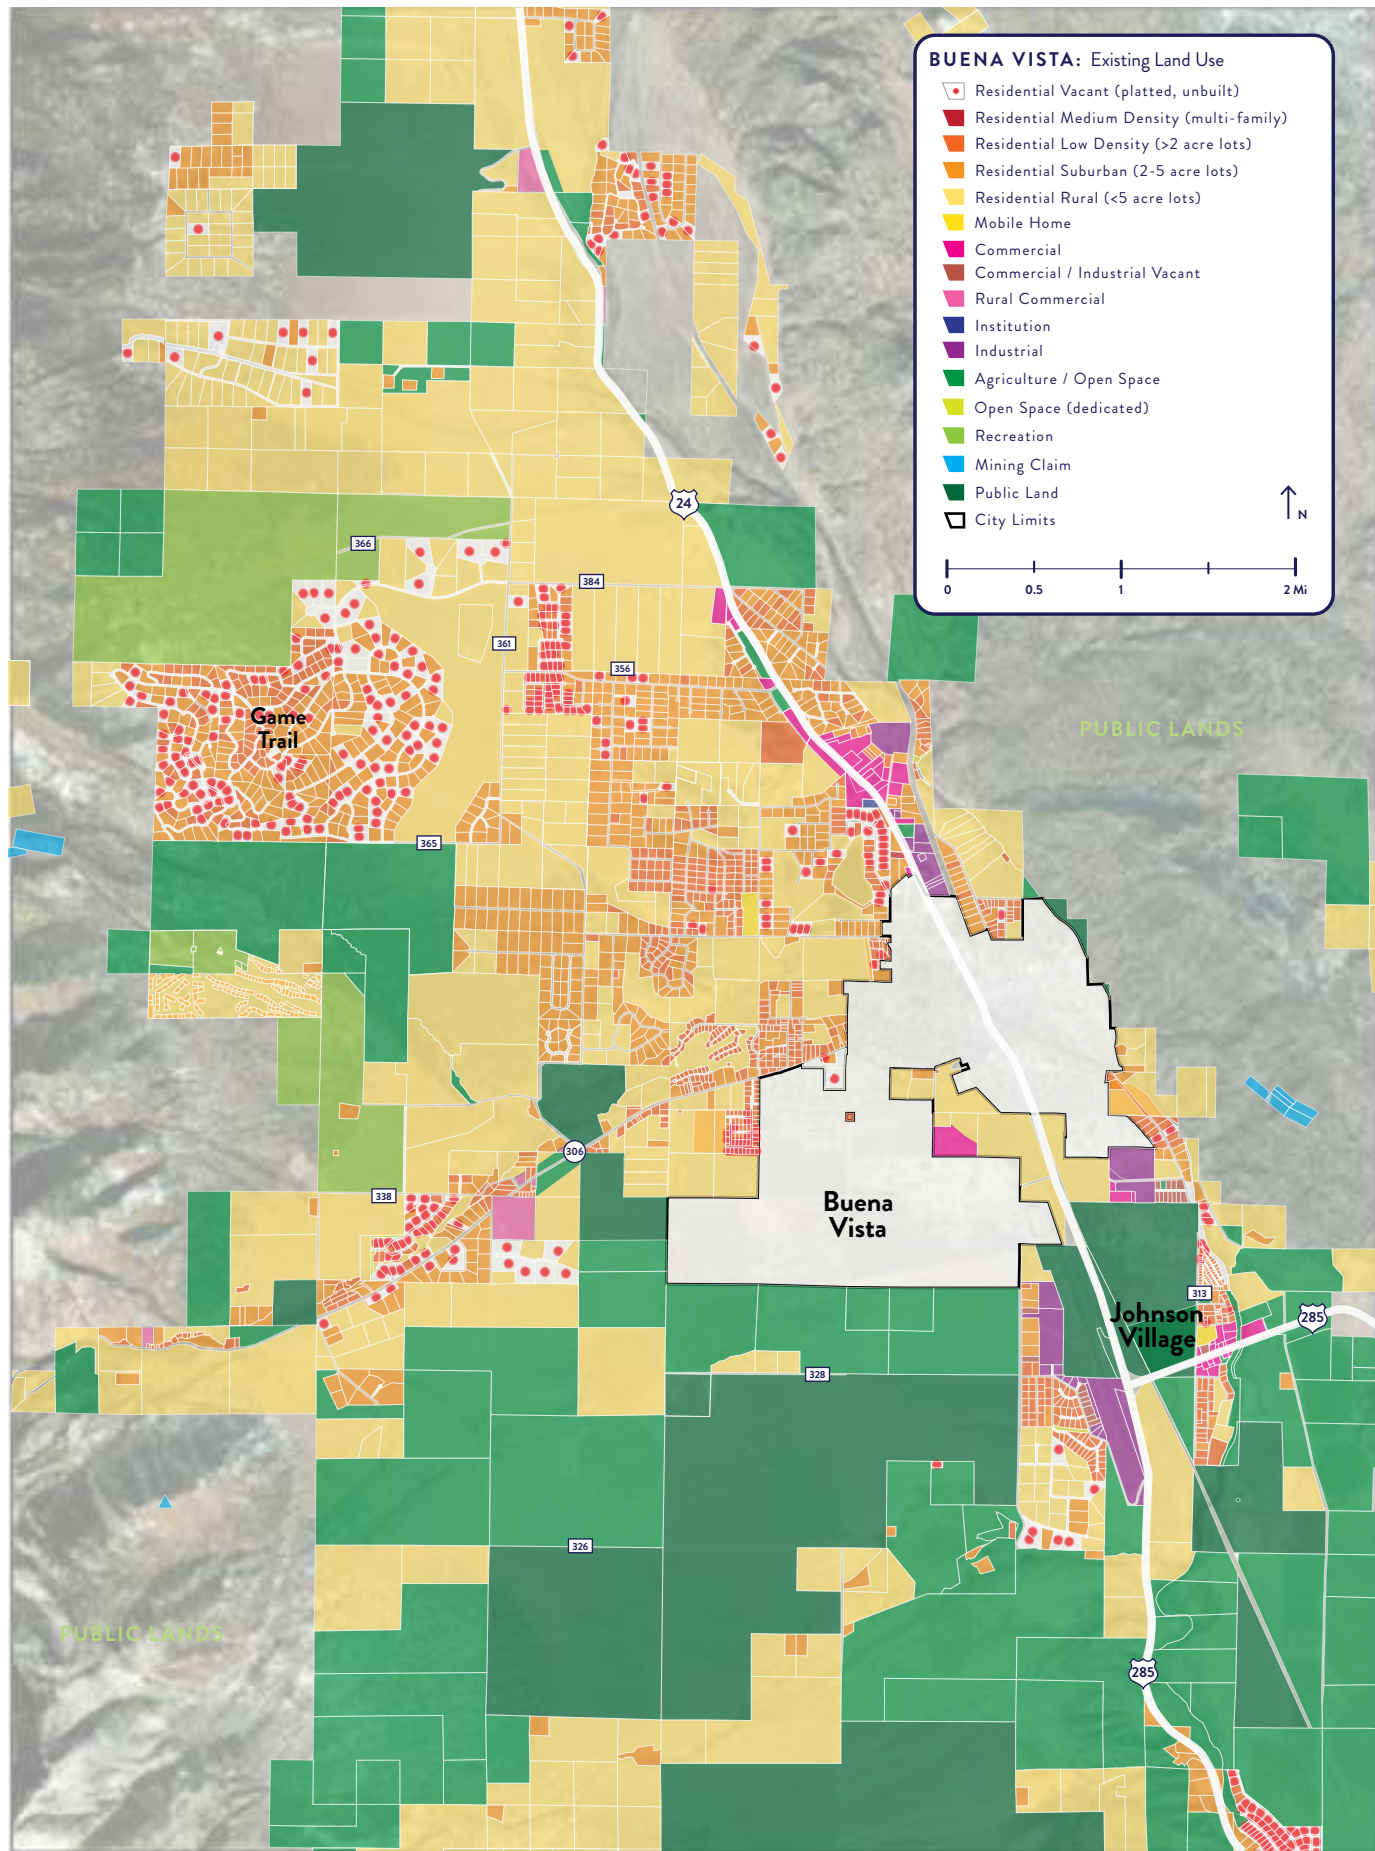 BUENA VISTA: Existing Land Use
Residential Vacant (platted, unbuilt)
Residential Medium Density (multi-family)
Residential Low Density (>2 acre lots)
Residential Suburban (2-5 acre lots)
Residential Rural (<5 acre lots)
Mobile Home
Commercial
Commercial / Industrial Vacant
Rural Commercial
Institution
Industrial
Agriculture / Open Space
Open Space (dedicated)
Recreation
Mining Claim
Public Land
City Limits
N
0
0.5
1
2 Mi
24
366
384
361
356
Game
Trail
PUBLIC LANDS
365
306
338
Buena
Vista
313
285
Johnson
Village
328
326
PUBLIC LANDS
285